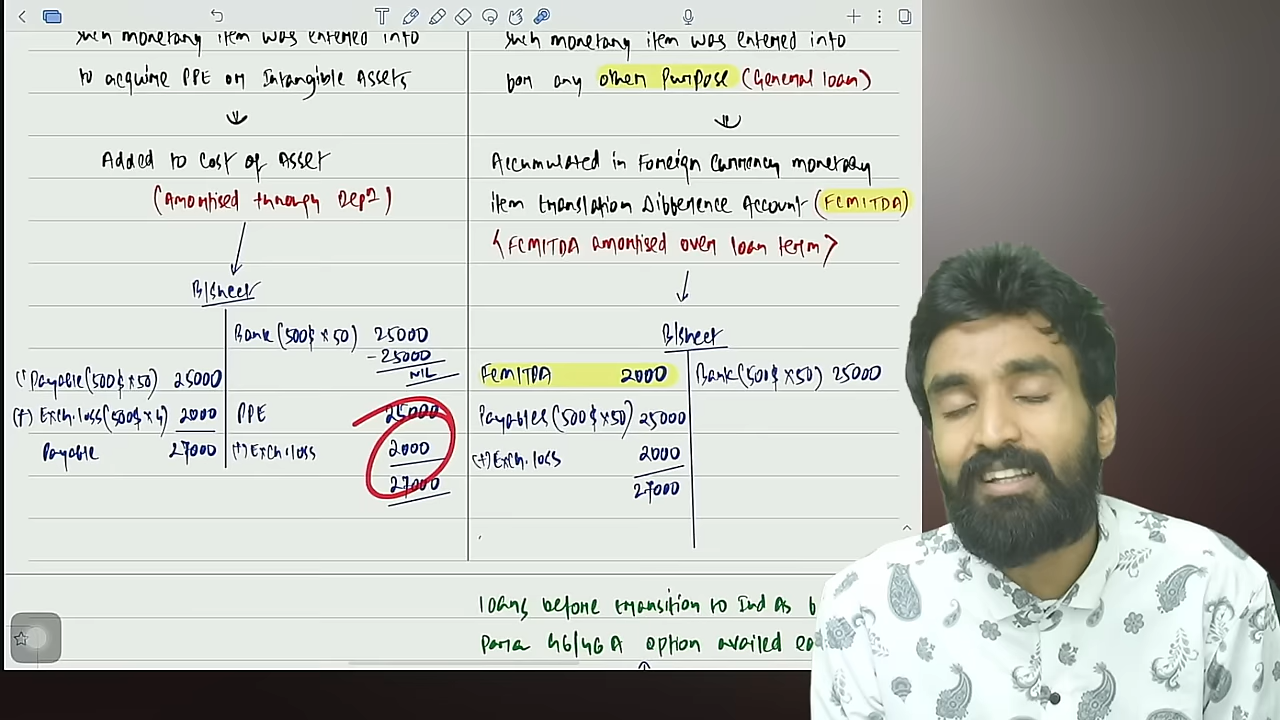 such monetary item was entered into
to acquire PPE or Intangible Assets
Added to Cost of Asset
(Amortised through Depn)
B/Sheet
Bank (500$ x 50) 25000
- 25000
NIL
(-) Payable (500$ x 50) 25000
(+) Exch. loss (500$ x 4) 2000
PPE 25000
Payable 27000
(+) Exch. loss 2000
27000
such monetary item was entered into
for any other purpose (General loan)
Accumulated in Foreign Currency monetary
item translation Difference Account (FCMITDA)
<FCMITDA amortised over loan term>
B/Sheet
FCMITDA 2000
Bank (500$ x 50) 25000
Payables (500$ x 50) 25000
(+) Exch. loss 2000
27000
loans before transition to Ind AS
Para 46/46A option availed